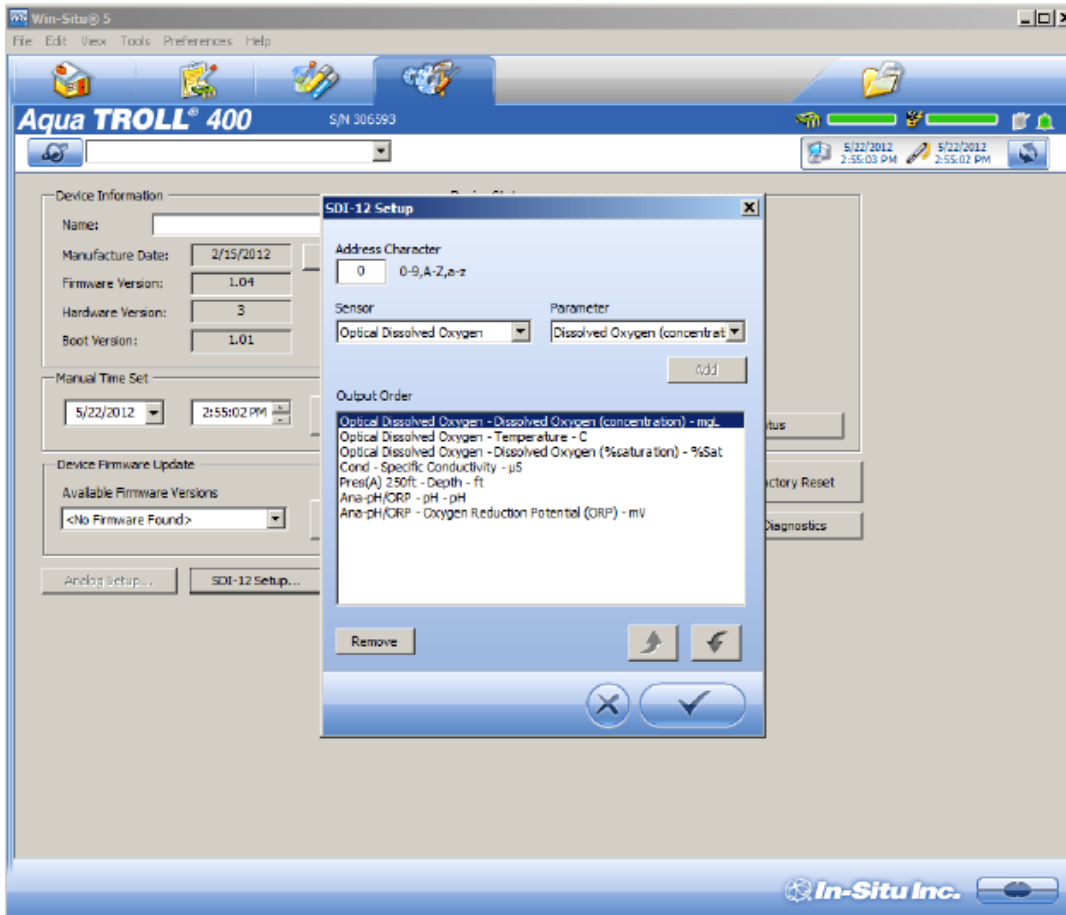 Win-Situ® 5
File Edit View Tools Preferences Help
Aqua TROLL® 400 S/N 306593
5/22/2012 2:55:03 PM 5/22/2012 2:55:02 PM
Device Information
Name:
Manufacture Date: 2/15/2012
Firmware Version: 1.04
Hardware Version: 3
Boot Version: 1.01
Manual Time Set
5/22/2012 2:55:02 PM
Device Firmware Update
Available Firmware Versions
<No Firmware Found>
Analog Setup... SDI-12 Setup...
SDI-12 Setup
Address Character
0 0-9,A-Z,a-z
Sensor Parameter
Optical Dissolved Oxygen Dissolved Oxygen (concentrat
Add
Output Order
Optical Dissolved Oxygen - Dissolved Oxygen (concentration) - mgL
Optical Dissolved Oxygen - Temperature - C
Optical Dissolved Oxygen - Dissolved Oxygen (%saturation) - %Sat
Cond - Specific Conductivity - µS
Pres(A) 250ft - Depth - ft
Ana-pH/ORP - pH - pH
Ana-pH/ORP - Oxygen Reduction Potential (ORP) - mV
Remove
tus
ctory Reset
Diagnostics
In-Situ Inc.